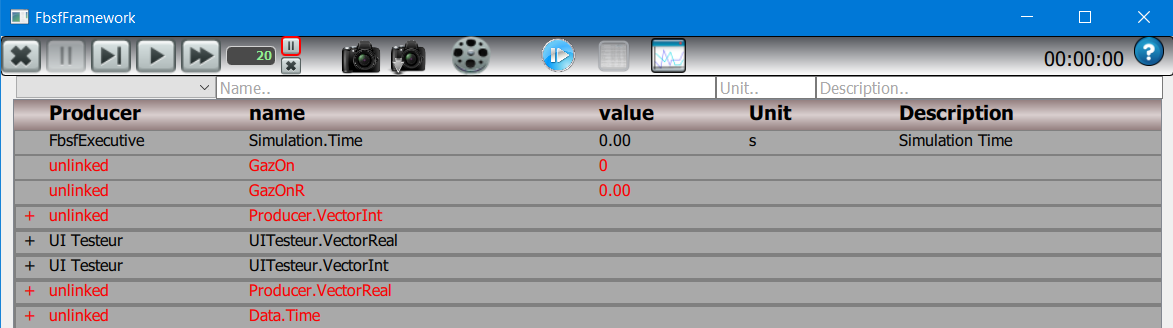 FbsfFramework
20 00:00:00 ?
Name.. Unit.. Description..
Producer name value Unit Description
FbsfExecutive Simulation.Time 0.00 s Simulation Time
unlinked GazOn 0
unlinked GazOnR 0.00
+ unlinked Producer.VectorInt
+ UI Testeur UITesteur.VectorReal
+ UI Testeur UITesteur.VectorInt
+ unlinked Producer.VectorReal
+ unlinked Data.Time